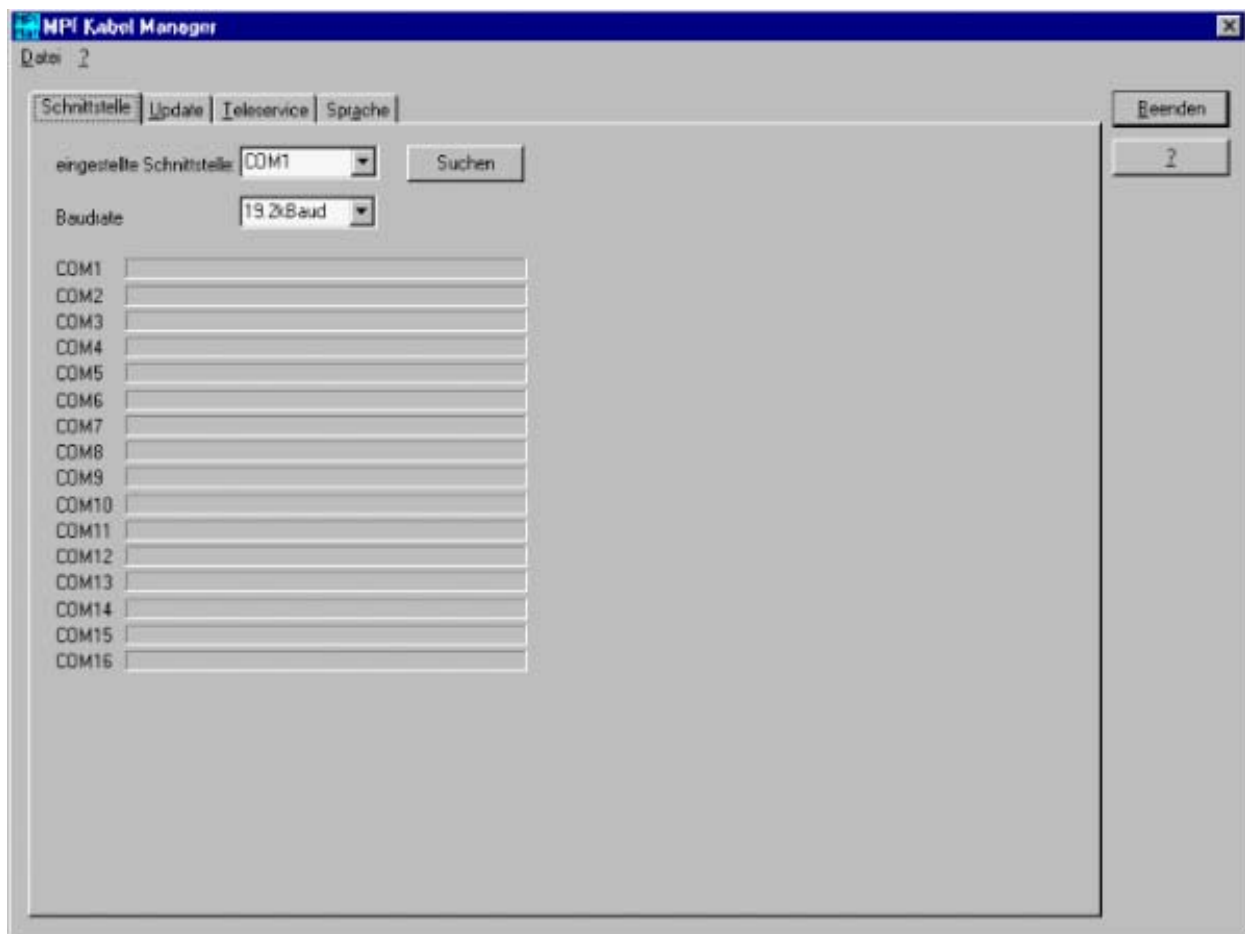 MPI Kabel Manager
Datei ?
Schnittstelle Update Teleservice Sprache
Beenden
eingestellte Schnittstelle: COM1 Suchen
?
Baudrate 19.2kBaud
COM1
COM2
COM3
COM4
COM5
COM6
COM7
COM8
COM9
COM10
COM11
COM12
COM13
COM14
COM15
COM16